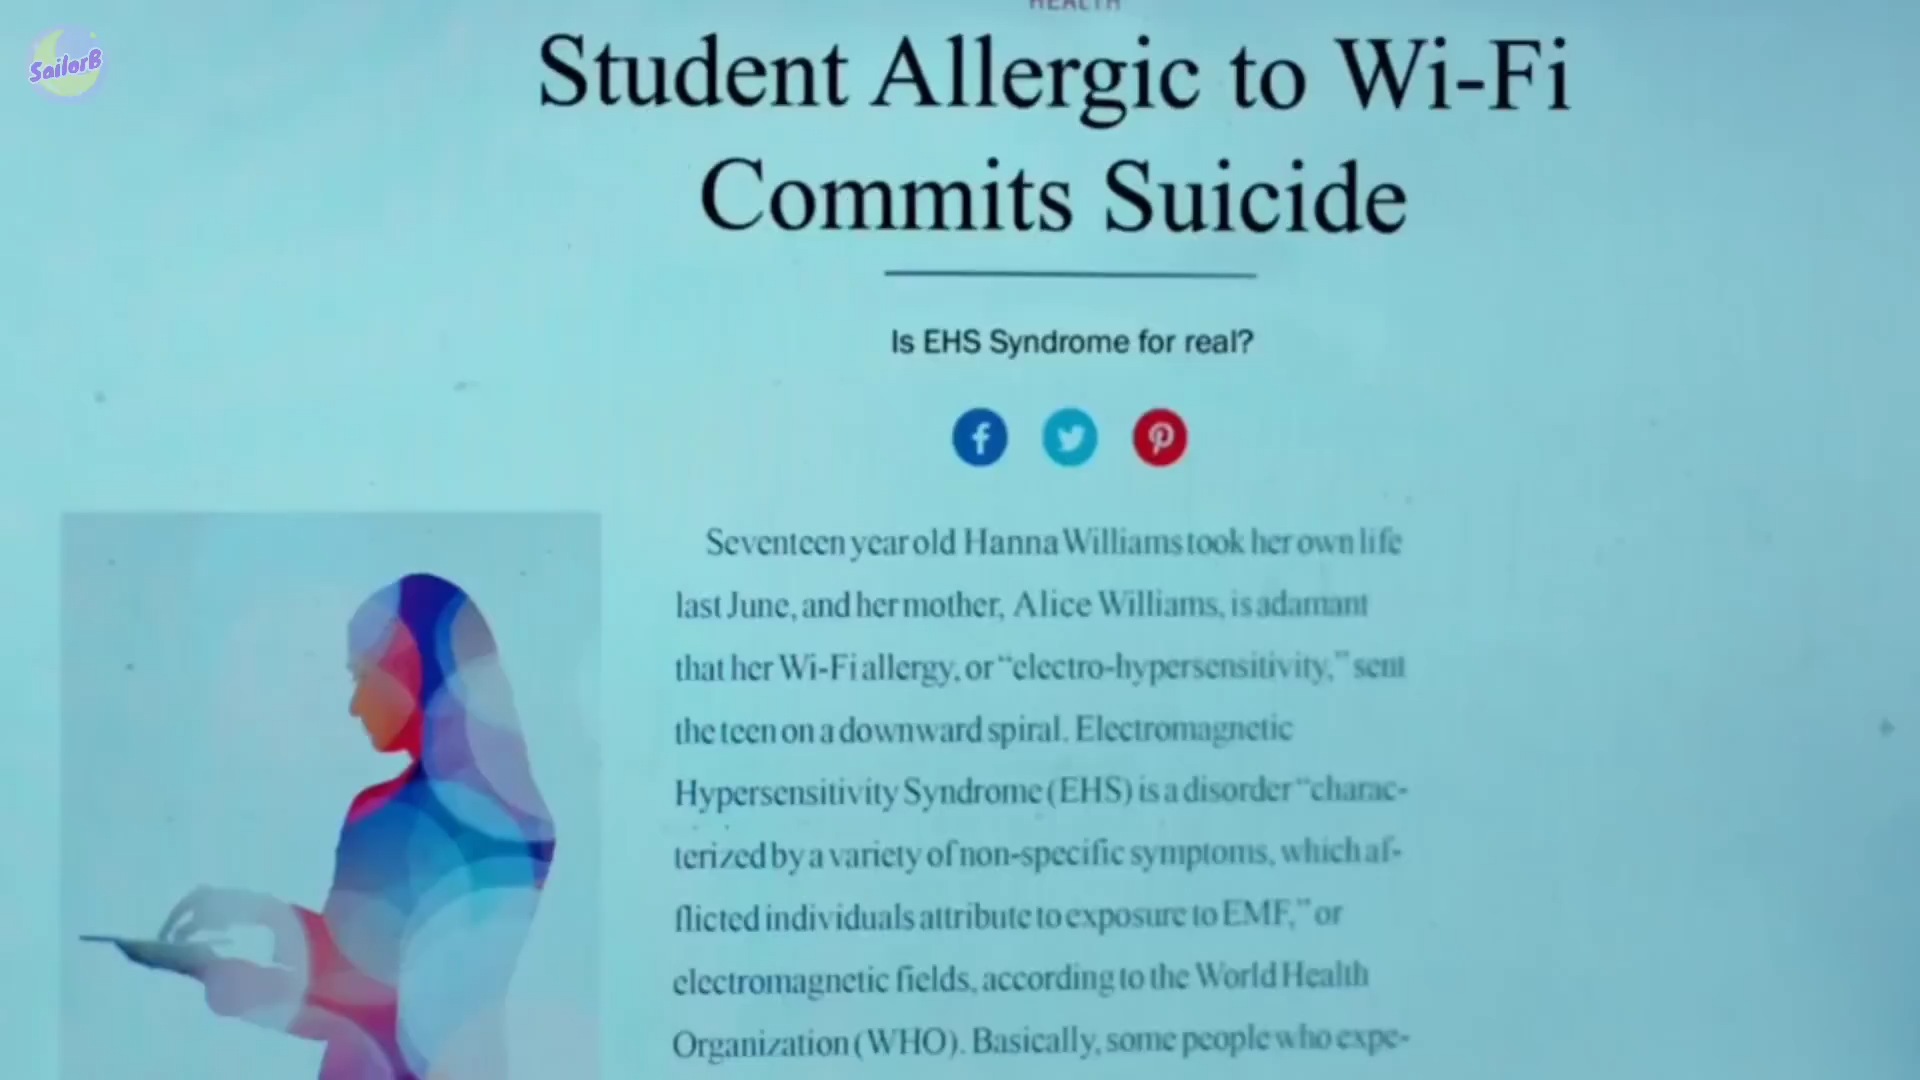 SailorB
HEALTH
Student Allergic to Wi-Fi
Commits Suicide
Is EHS Syndrome for real?
Seventeen year old Hanna Williams took her own life
last June, and her mother, Alice Williams, is adamant
that her Wi-Fi allergy, or “electro-hypersensitivity,” sent
the teen on a downward spiral. Electromagnetic
Hypersensitivity Syndrome (EHS) is a disorder “charac-
terized by a variety of non-specific symptoms, which af-
flicted individuals attribute to exposure to EMF,” or
electromagnetic fields, according to the World Health
Organization (WHO). Basically, some people who expe-